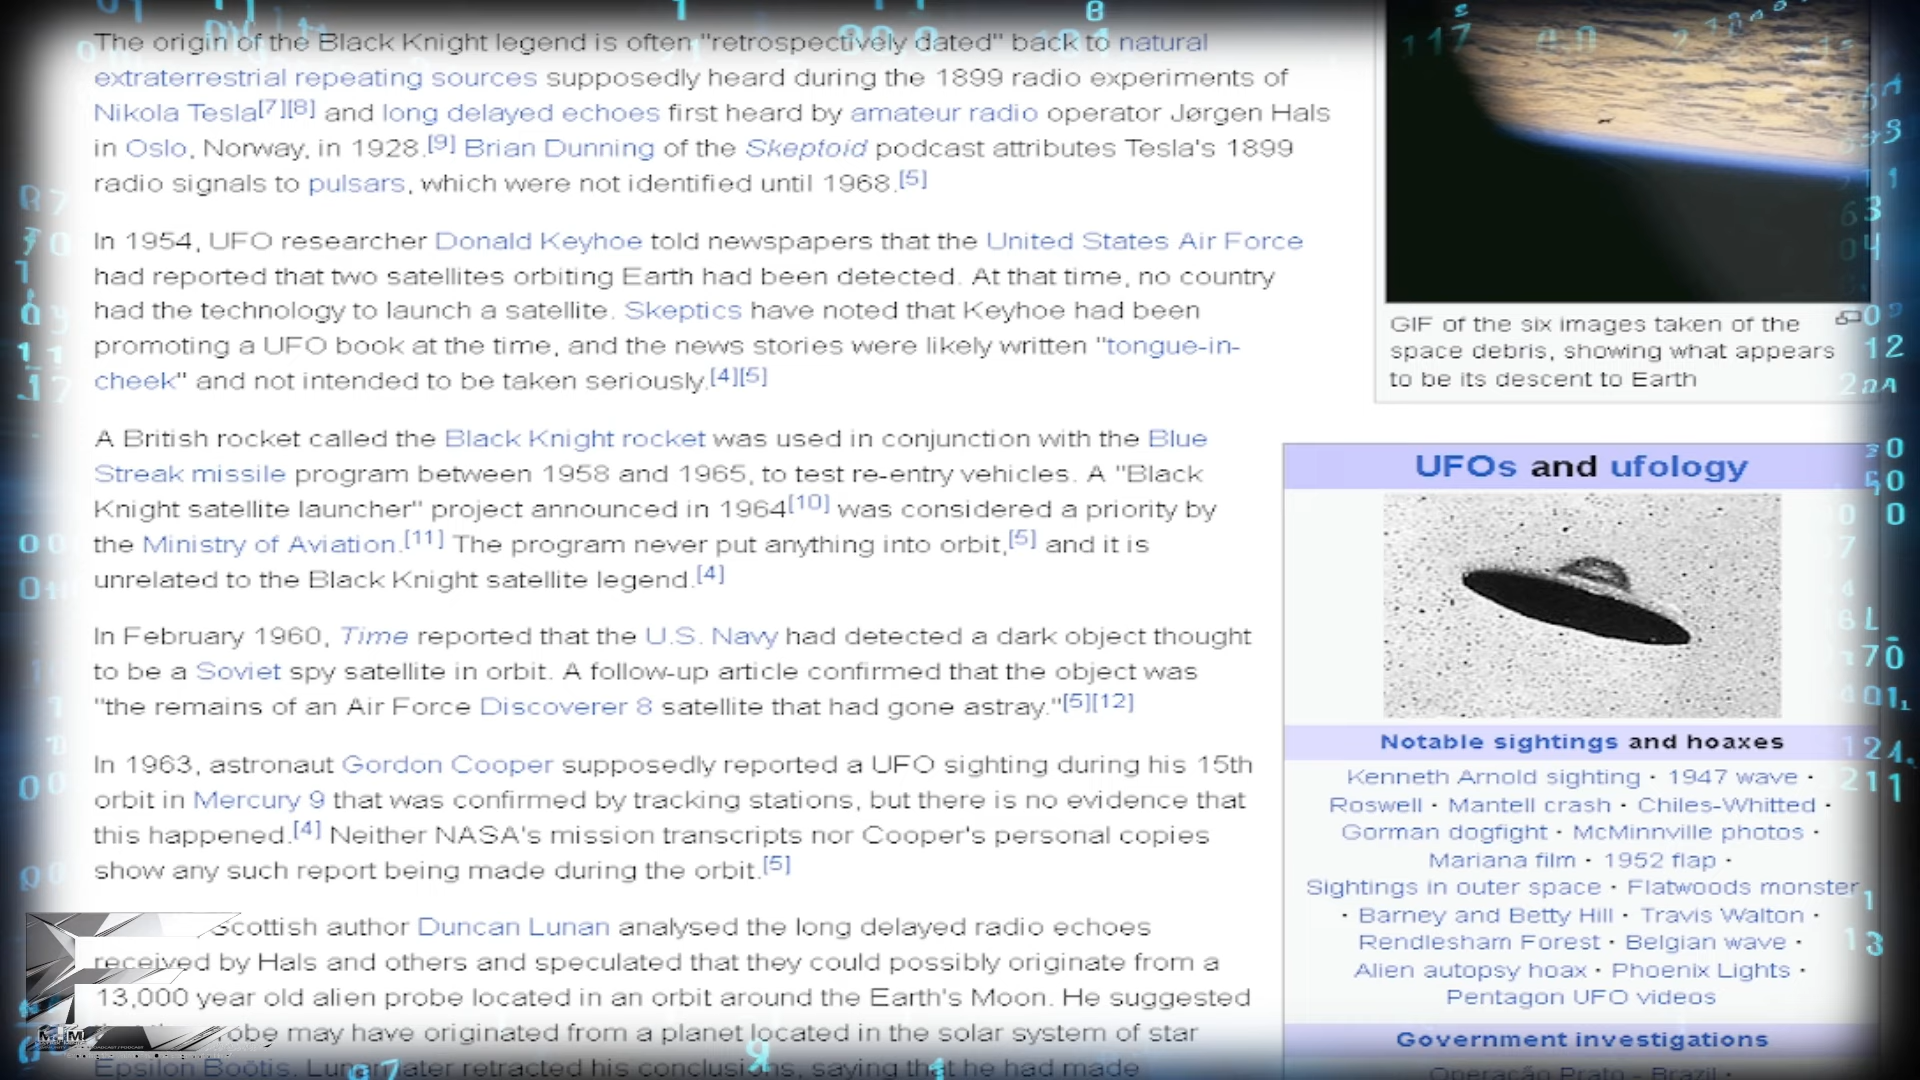 The origin of the Black Knight legend is often "retrospectively dated" back to natural
extraterrestrial repeating sources supposedly heard during the 1899 radio experiments of
Nikola Tesla[7][8] and long delayed echoes first heard by amateur radio operator Jørgen Hals
in Oslo, Norway, in 1928.[9] Brian Dunning of the Skeptoid podcast attributes Tesla's 1899
radio signals to pulsars, which were not identified until 1968.[5]
In 1954, UFO researcher Donald Keyhoe told newspapers that the United States Air Force
had reported that two satellites orbiting Earth had been detected. At that time, no country
had the technology to launch a satellite. Skeptics have noted that Keyhoe had been
promoting a UFO book at the time, and the news stories were likely written "tongue-in-
cheek" and not intended to be taken seriously.[4][5]
A British rocket called the Black Knight rocket was used in conjunction with the Blue
Streak missile program between 1958 and 1965, to test re-entry vehicles. A "Black
Knight satellite launcher" project announced in 1964[10] was considered a priority by
the Ministry of Aviation.[11] The program never put anything into orbit,[5] and it is
unrelated to the Black Knight satellite legend.[4]
In February 1960, Time reported that the U.S. Navy had detected a dark object thought
to be a Soviet spy satellite in orbit. A follow-up article confirmed that the object was
"the remains of an Air Force Discoverer 8 satellite that had gone astray."[5][12]
In 1963, astronaut Gordon Cooper supposedly reported a UFO sighting during his 15th
orbit in Mercury 9 that was confirmed by tracking stations, but there is no evidence that
this happened.[4] Neither NASA's mission transcripts nor Cooper's personal copies
show any such report being made during the orbit.[5]
Scottish author Duncan Lunan analysed the long delayed radio echoes
received by Hals and others and speculated that they could possibly originate from a
13,000 year old alien probe located in an orbit around the Earth's Moon. He suggested
may have originated from a planet located in the solar system of star
Epsilon Boötis. Lunan later retracted his conclusions, saying that he had made
GIF of the six images taken of the
space debris, showing what appears
to be its descent to Earth
UFOs and ufology
Notable sightings and hoaxes
Kenneth Arnold sighting · 1947 wave ·
Roswell · Mantell crash · Chiles-Whitted ·
Gorman dogfight · McMinnville photos ·
Mariana film · 1952 flap ·
Sightings in outer space · Flatwoods monster
· Barney and Betty Hill · Travis Walton ·
Rendlesham Forest · Belgian wave ·
Alien autopsy hoax · Phoenix Lights ·
Pentagon UFO videos
Government investigations
Operação Prato - Brazil ·